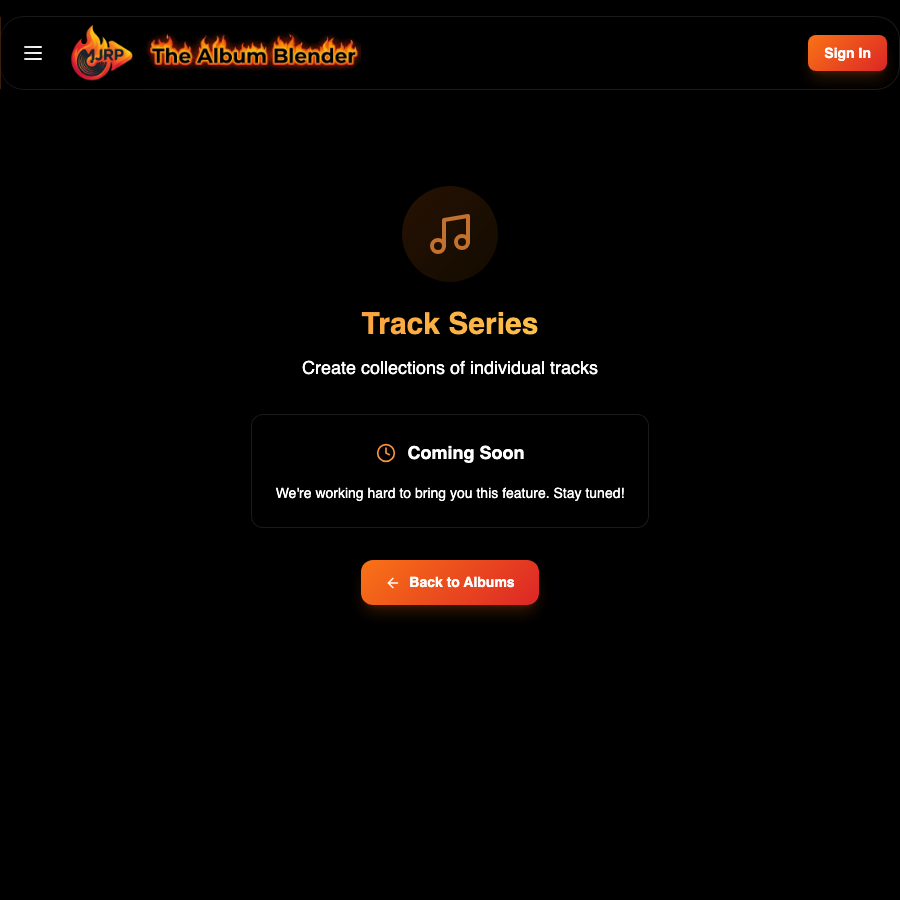 JRP
The Album Blender
Sign In
Track Series
Create collections of individual tracks
Coming Soon
We're working hard to bring you this feature. Stay tuned!
Back to Albums